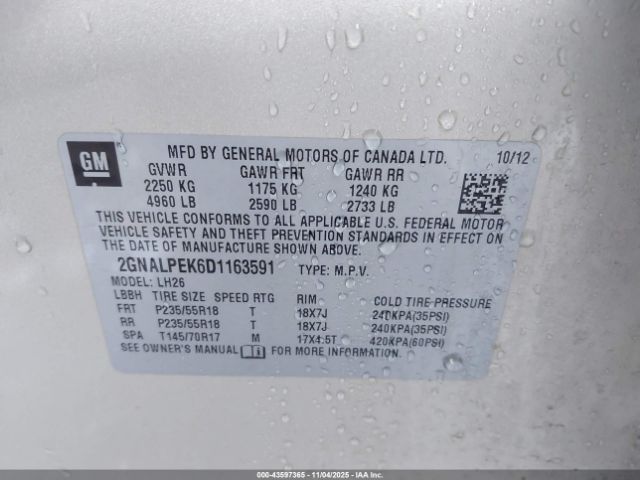 GM
MFD BY GENERAL MOTORS OF CANADA LTD. 10/12
GVWR GAWR FRT GAWR RR
2250 KG 1175 KG 1240 KG
4960 LB 2590 LB 2733 LB
THIS VEHICLE CONFORMS TO ALL APPLICABLE U.S. FEDERAL MOTOR
VEHICLE SAFETY AND THEFT PREVENTION STANDARDS IN EFFECT ON
THE DATE OF MANUFACTURE SHOWN ABOVE.
2GNALPEK6D1163591 TYPE: M.P.V.
MODEL: LH26
LBBH TIRE SIZE SPEED RTG RIM COLD TIRE PRESSURE
FRT P235/55R18 T 18X7J 240KPA(35PSI)
RR P235/55R18 T 18X7J 240KPA(35PSI)
SPA T145/70R17 M 17X4.5T 420KPA(60PSI)
SEE OWNER'S MANUAL FOR MORE INFORMATION.
000-43597365 - 11/04/2025 - IAAI.COM